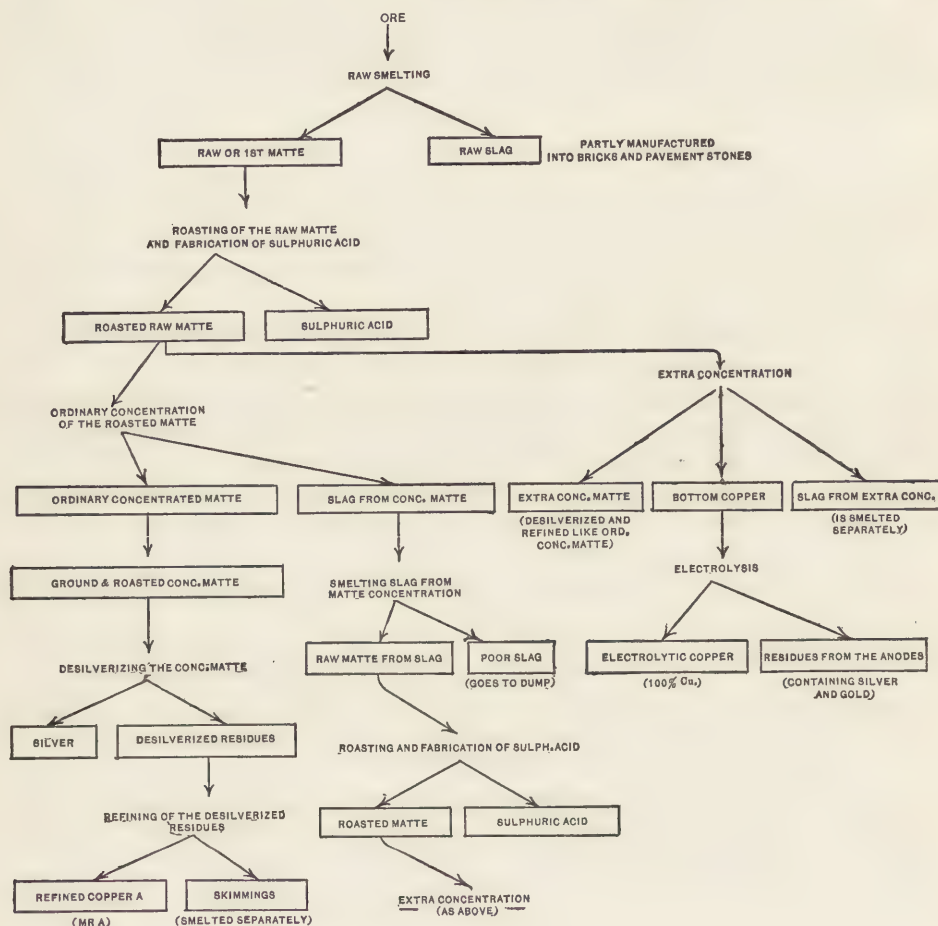 ORE
RAW SMELTING
RAW OR 1ST MATTE
RAW SLAG
PARTLY MANUFACTURED
INTO BRICKS AND PAVEMENT STONES
ROASTING OF THE RAW MATTE
AND FABRICATION OF SULPHURIC ACID
ROASTED RAW MATTE
SULPHURIC ACID
EXTRA CONCENTRATION
ORDINARY CONCENTRATION
OF THE ROASTED MATTE
ORDINARY CONCENTRATED MATTE
SLAG FROM CONC. MATTE
EXTRA CONC. MATTE
(DESILVERIZED AND
REFINED LIKE ORD.
CONC. MATTE)
BOTTOM COPPER
SLAG FROM EXTRA CONC.
(IS SMELTED
SEPARATELY)
GROUND & ROASTED CONC. MATTE
SMELTING SLAG FROM
MATTE CONCENTRATION
ELECTROLYSIS
DESILVERIZING THE CONC. MATTE
RAW MATTE FROM SLAG
POOR SLAG
(GOES TO DUMP)
ELECTROLYTIC COPPER
(100% Cu.)
RESIDUES FROM THE ANODES
(CONTAINING SILVER
AND GOLD)
SILVER
DESILVERIZED RESIDUES
ROASTING AND FABRICATION OF SULPH. ACID
REFINING OF THE DESILVERIZED
RESIDUES
ROASTED MATTE
SULPHURIC ACID
REFINED COPPER A
(MRA)
SKIMMINGS
(SMELTED SEPARATELY)
EXTRA CONCENTRATION
(AS ABOVE)